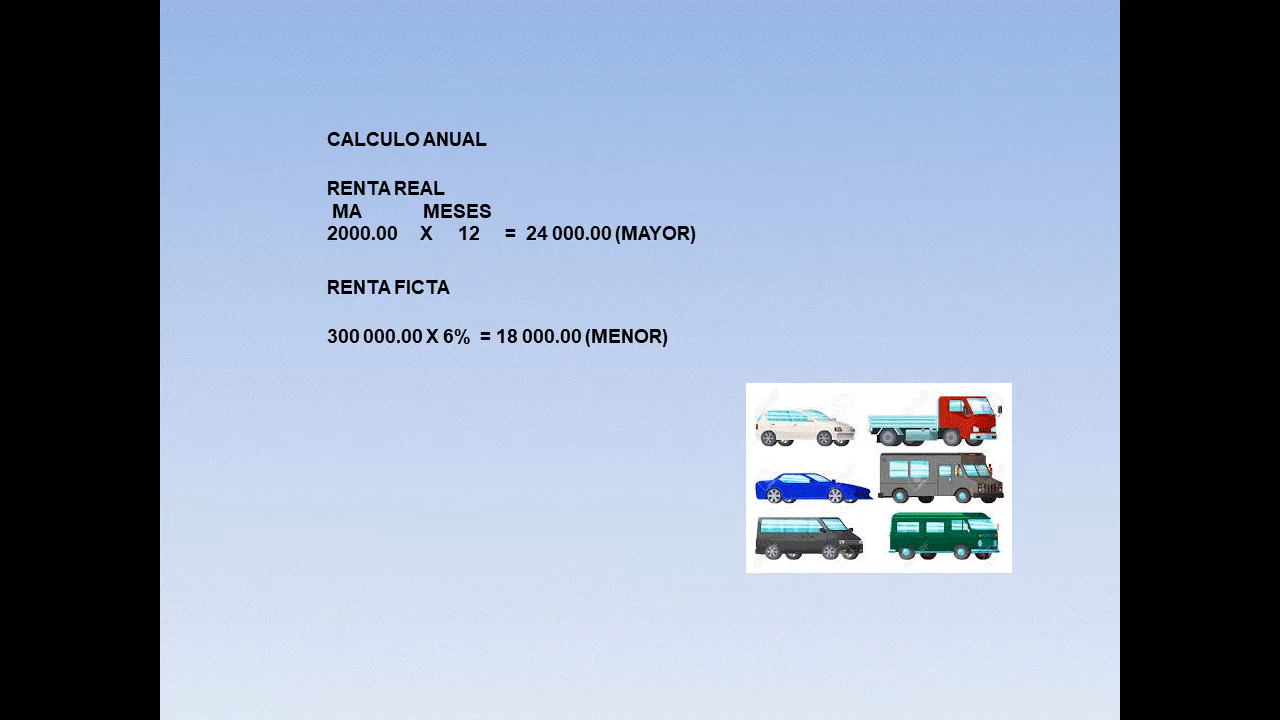 CALCULO ANUAL
RENTA REAL
MA MESES
2000.00 X 12 = 24 000.00 (MAYOR)
RENTA FICTA
300 000.00 X 6% = 18 000.00 (MENOR)